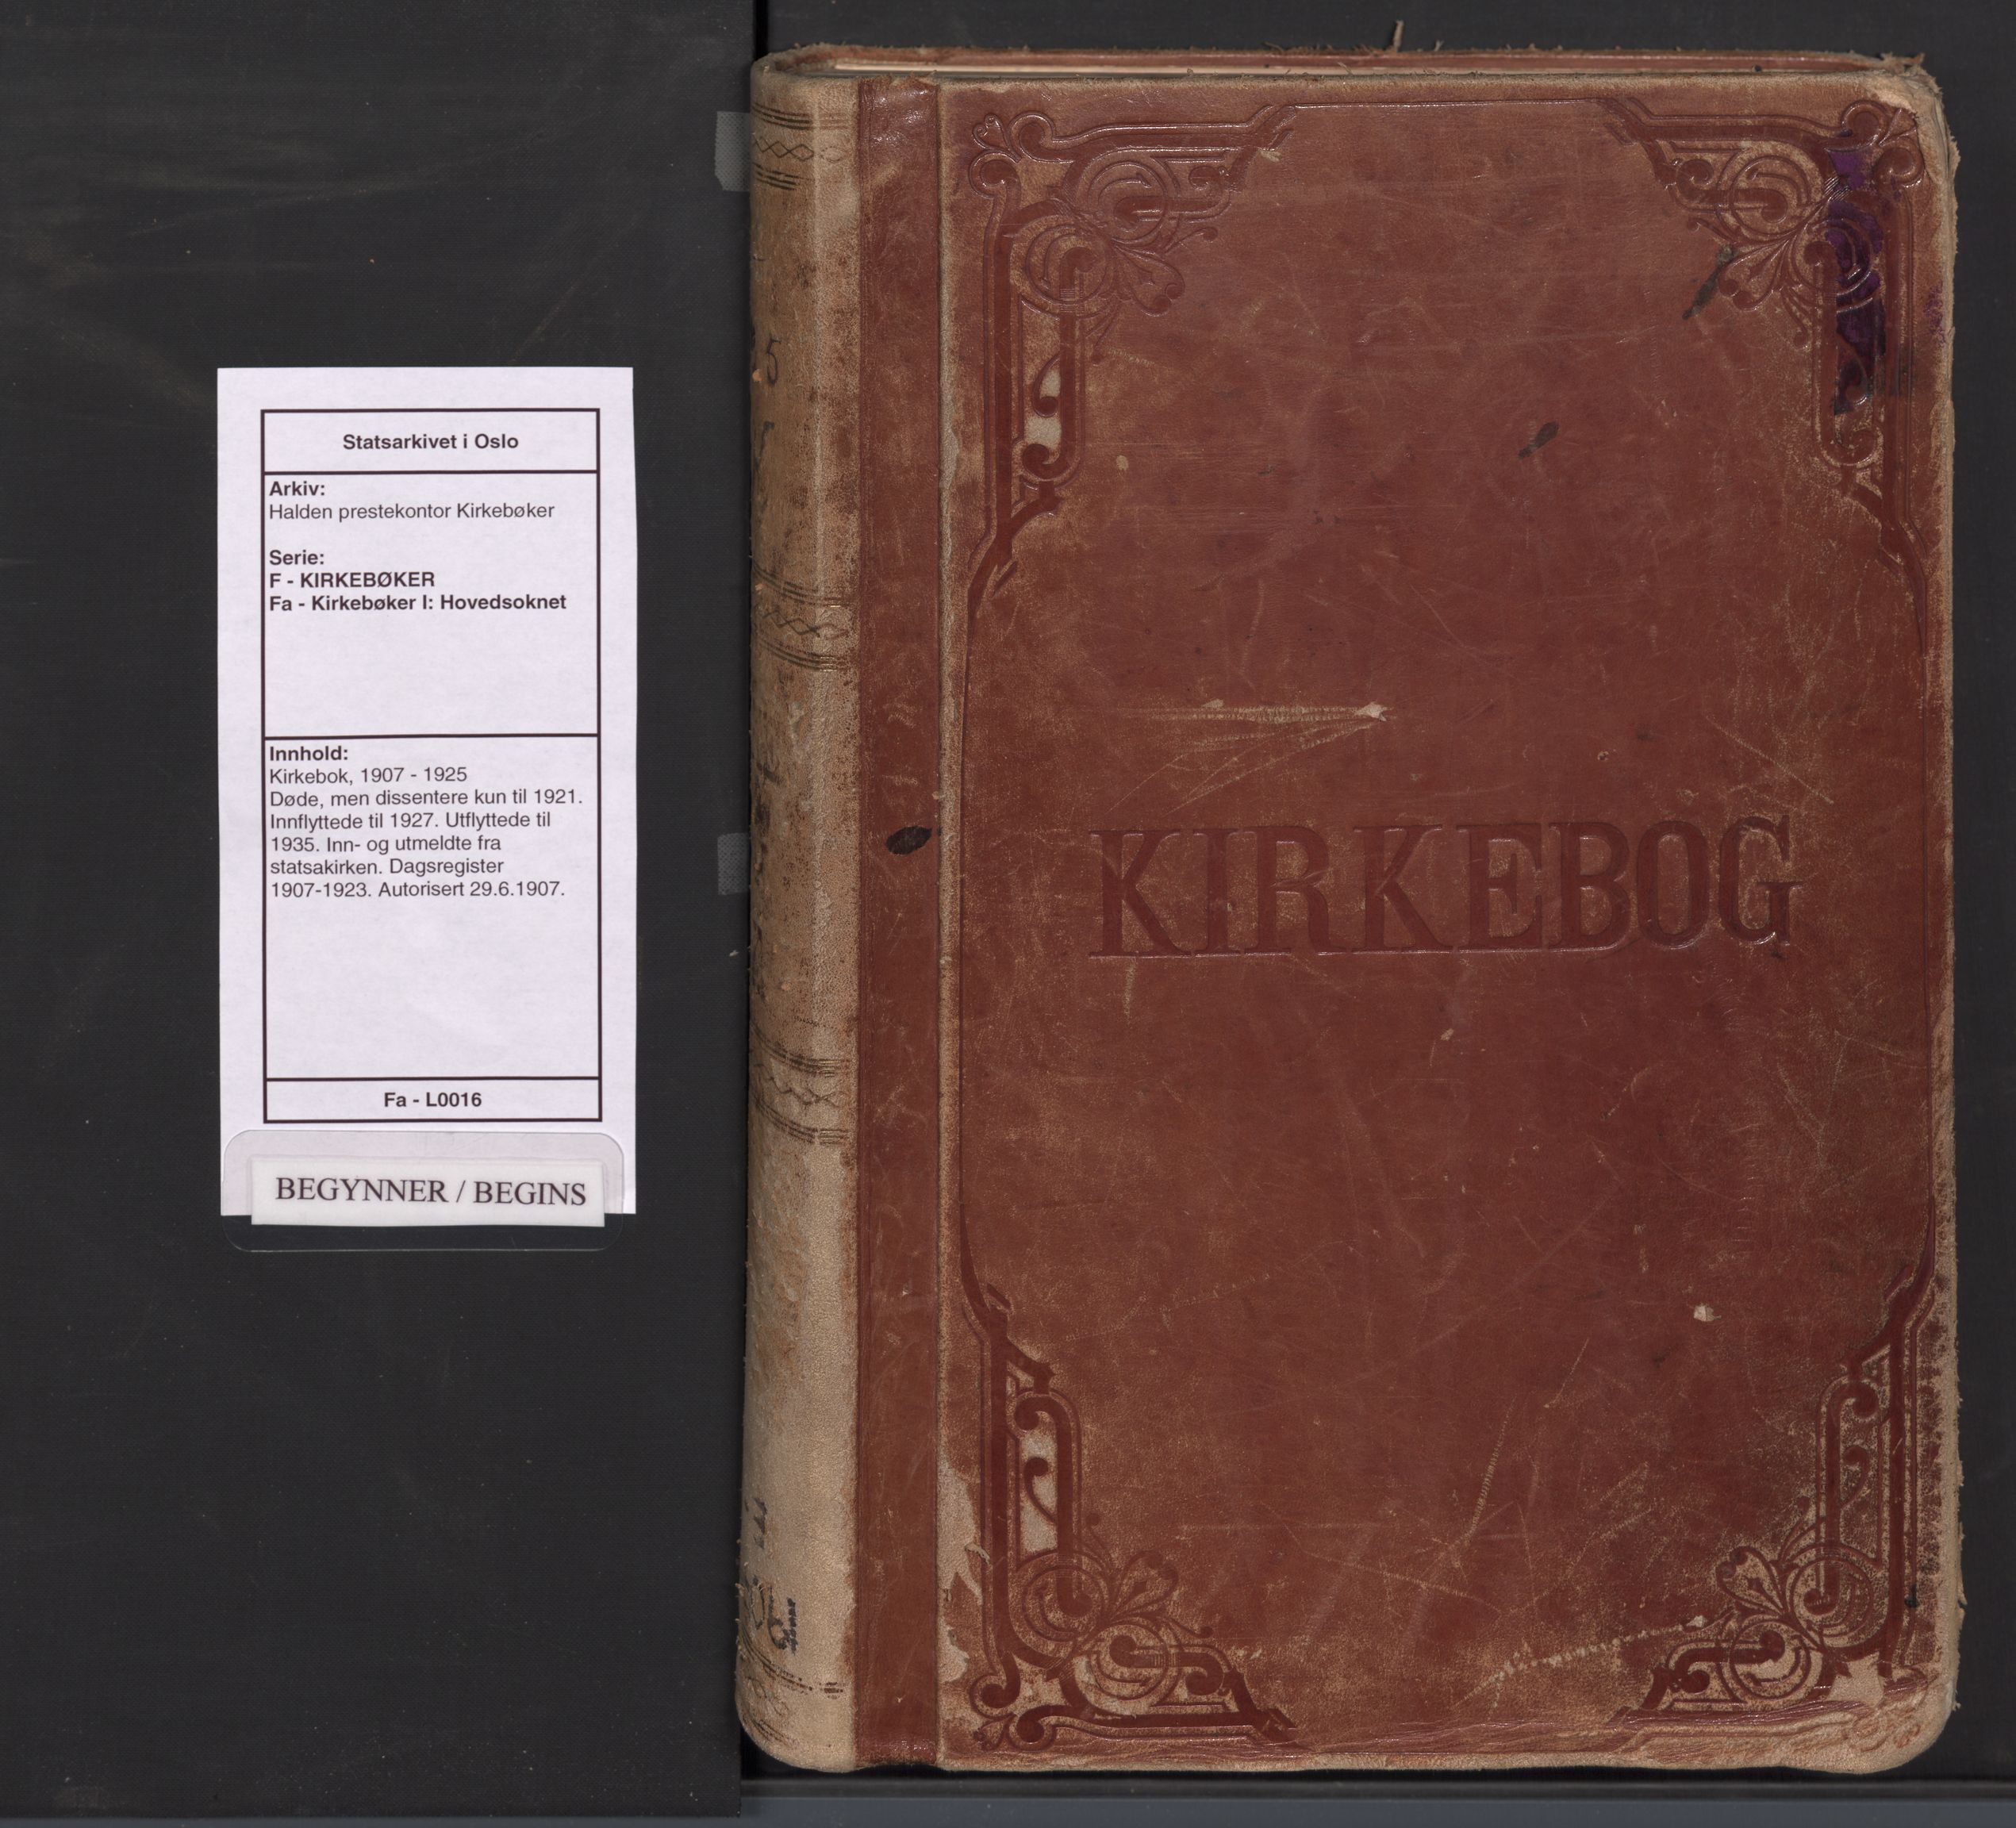 Statsarkivet i Oslo
Arkiv:
Halden prestekontor Kirkebøker
Serie:
F - KIRKEBØKER
Fa - Kirkebøker I: Hovedsoknet
Innhold:
Kirkebok, 1907 - 1925
Døde, men dissentere kun til 1921.
Innflyttede til 1927. Utflyttede til
1935. Inn- og utmeldte fra
statsakirken. Dagsregister
1907-1923. Autorisert 29.6.1907.
Fa - L0016
BEGYNNER / BEGINS
KIRKEBOG